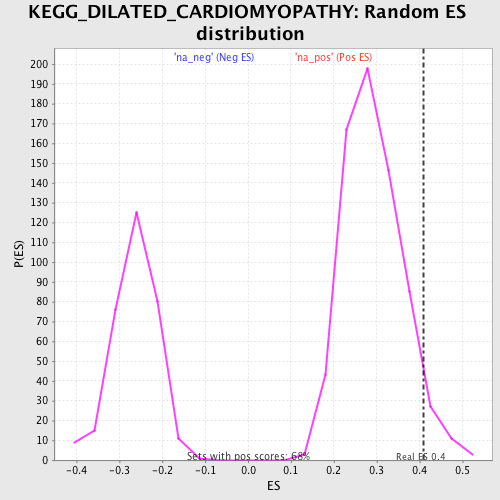 KEGG_DILATED_CARDIOMYOPATHY: Random ES
distribution
'na_neg' (Neg ES) 'na_pos' (Pos ES)
P(ES)
200
190
180
170
160
150
140
130
120
110
100
90
80
70
60
50
40
30
20
10
0
Sets with pos scores: 68%
Real ES 0.4
-0.4 -0.3 -0.2 -0.1 0.0 0.1 0.2 0.3 0.4 0.5
ES